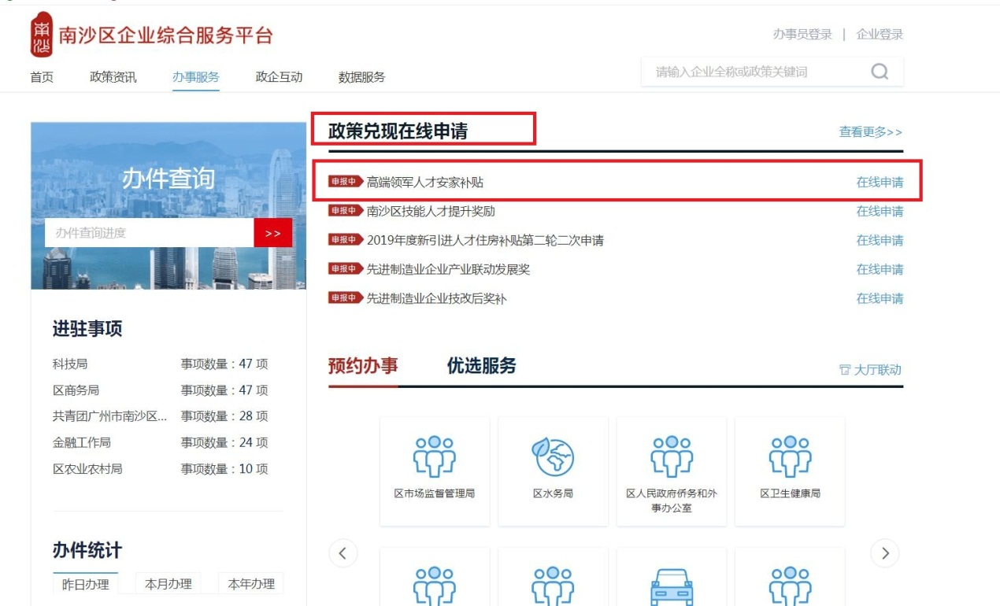 南沙
南沙区企业综合服务平台
办事员登录 | 企业登录
首页 政策资讯 办事服务 政企互动 数据服务
请输入企业全称或政策关键词
办件查询
办件查询进度 >>
政策兑现在线申请 查看更多>>
申报中 高端领军人才安家补贴 在线申请
申报中 南沙区技能人才提升奖励 在线申请
申报中 2019年度新引进人才住房补贴第二轮二次申请 在线申请
申报中 先进制造业企业产业联动发展奖 在线申请
申报中 先进制造业企业技改后奖补 在线申请
进驻事项
科技局 事项数量：47 项
区商务局 事项数量：47 项
共青团广州市南沙区... 事项数量：28 项
金融工作局 事项数量：24 项
区农业农村局 事项数量：10 项
预约办事 优选服务 大厅联动
区市场监督管理局 区水务局 区人民政府侨务和外
事办公室 区卫生健康局
办件统计
昨日办理 本月办理 本年办理